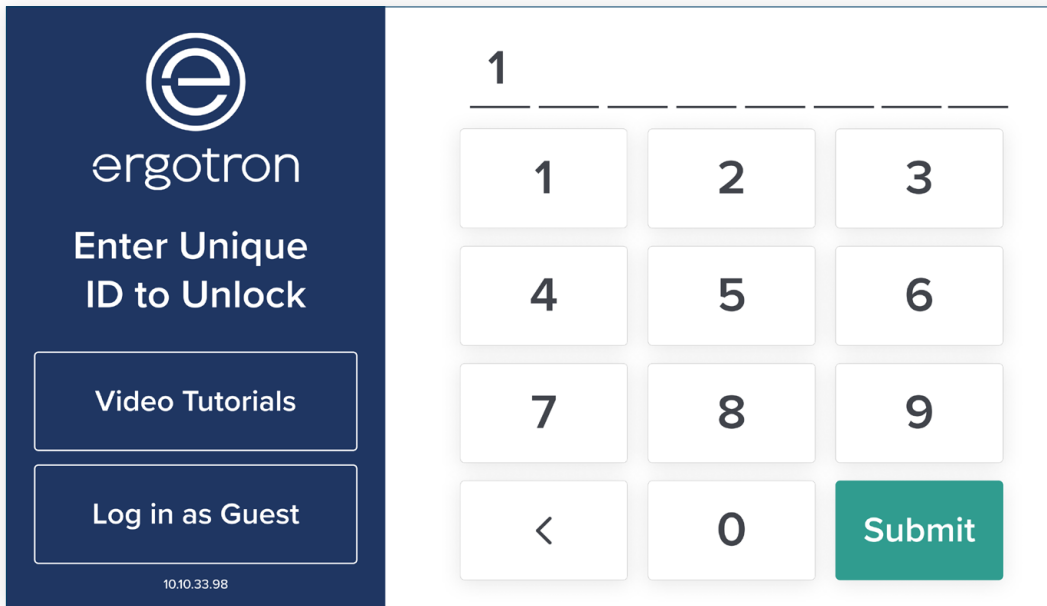 ergotron
Enter Unique
ID to Unlock
Video Tutorials
Log in as Guest
10.10.33.98
1
1 2 3
4 5 6
7 8 9
< 0 Submit